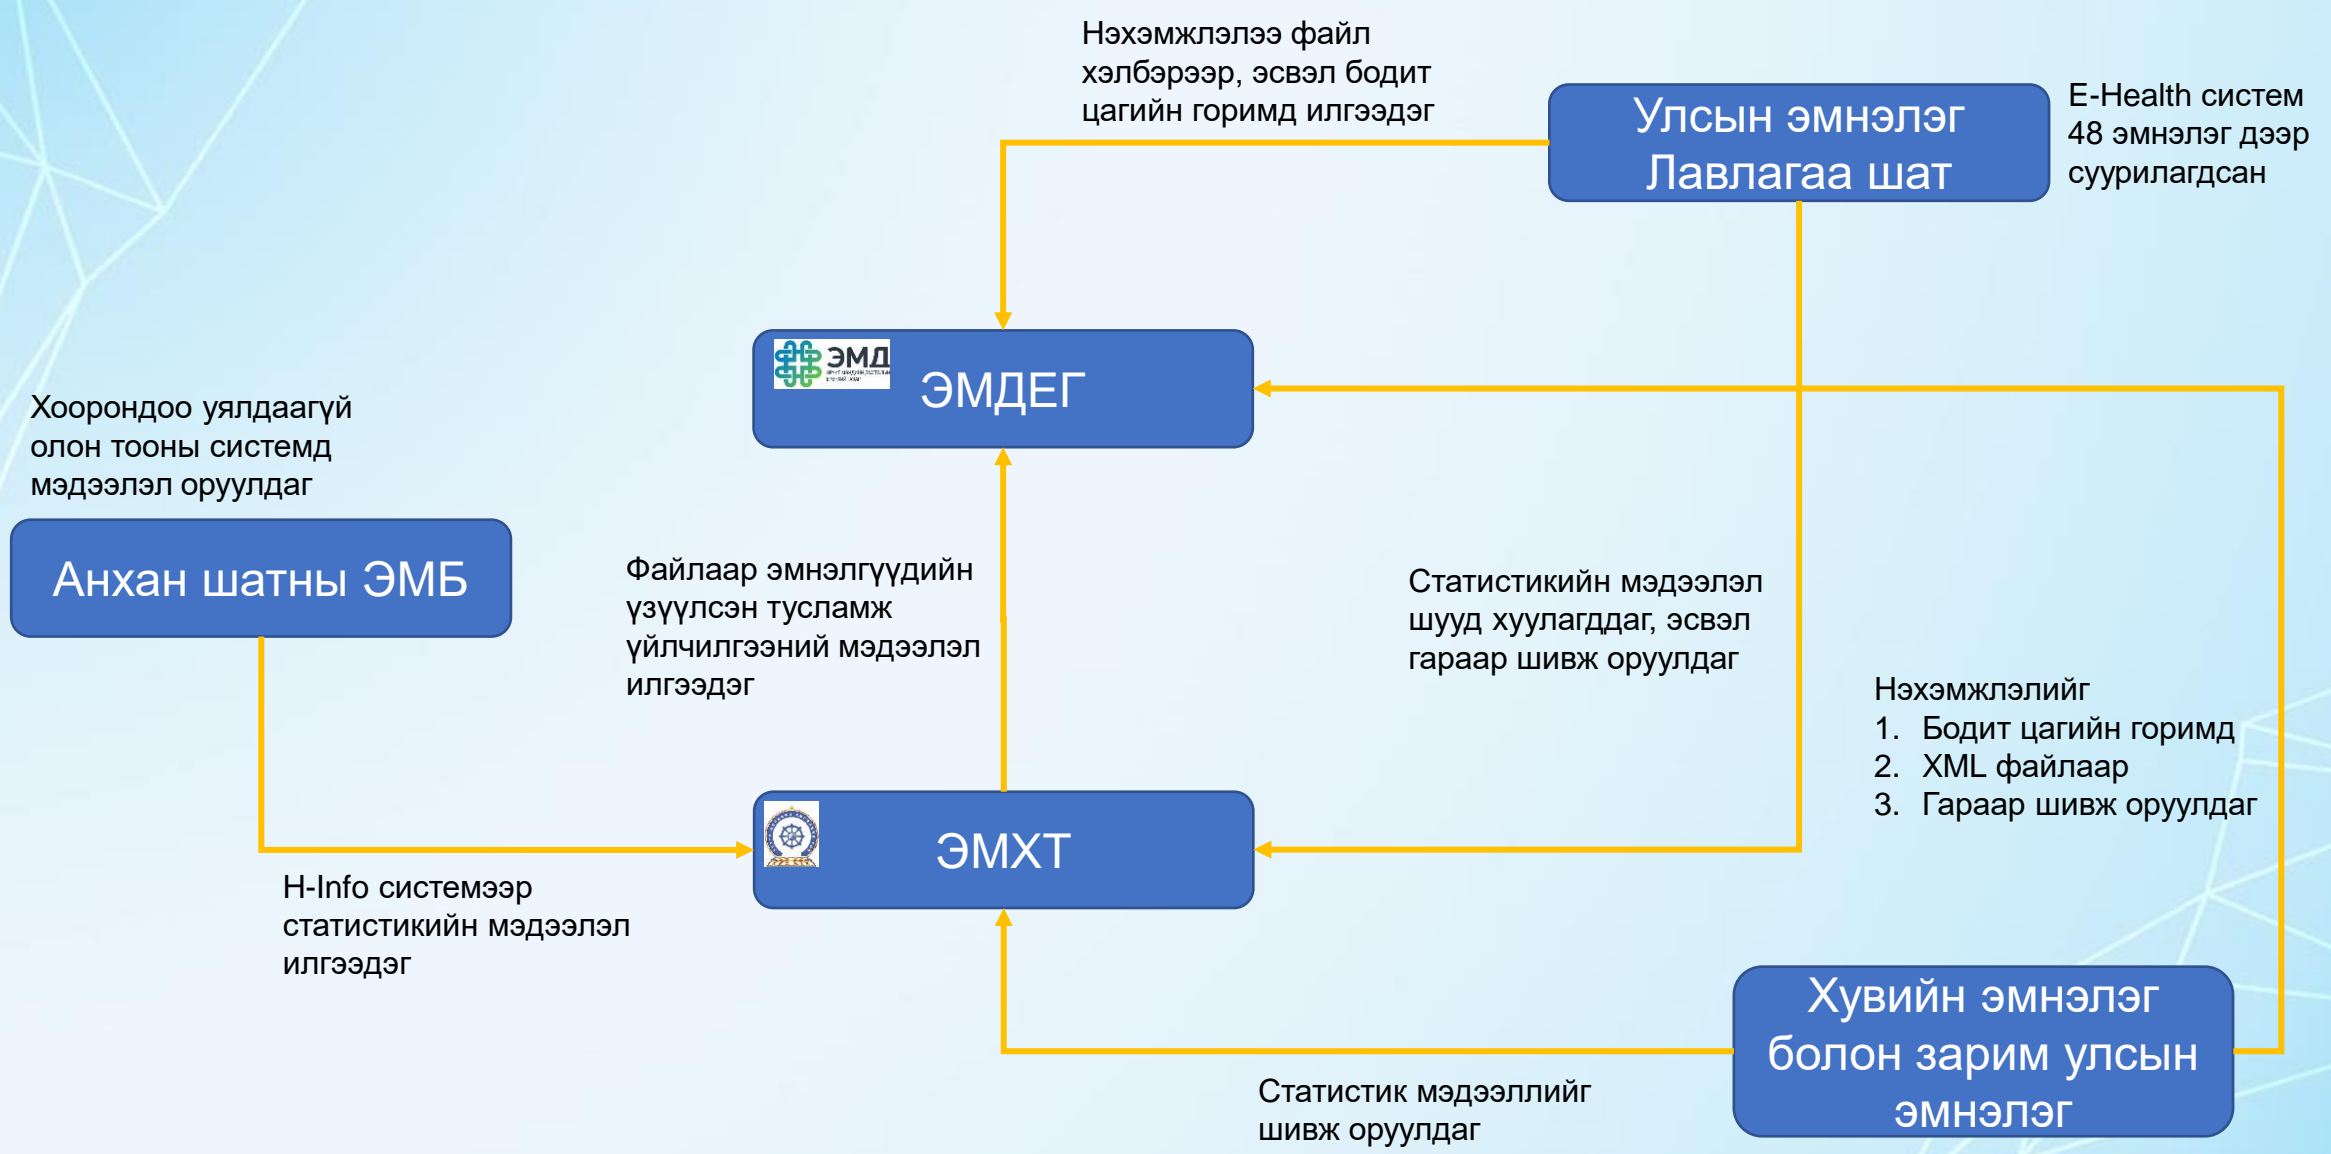 Нэхэмжлэлээ файл
хэлбэрээр, эсвэл бодит
цагийн горимд илгээдэг
Улсын эмнэлэг
Лавлагаа шат
E-Health систем
48 эмнэлэг дээр
суурилагдсан
ЭМД
ЭМДЕГ
Хоорондоо уялдаагүй
олон тооны системд
мэдээлэл оруулдаг
Анхан шатны ЭМБ
Файлаар эмнэлгүүдийн
үзүүлсэн тусламж
үйлчилгээний мэдээлэл
илгээдэг
Статистикийн мэдээлэл
шууд хуулагддаг, эсвэл
гараар шивж оруулдаг
Нэхэмжлэлийг
1. Бодит цагийн горимд
2. XML файлаар
3. Гараар шивж оруулдаг
ЭМХТ
H-Info системээр
статистикийн мэдээлэл
илгээдэг
Хувийн эмнэлэг
болон зарим улсын
эмнэлэг
Статистик мэдээллийг
шивж оруулдаг